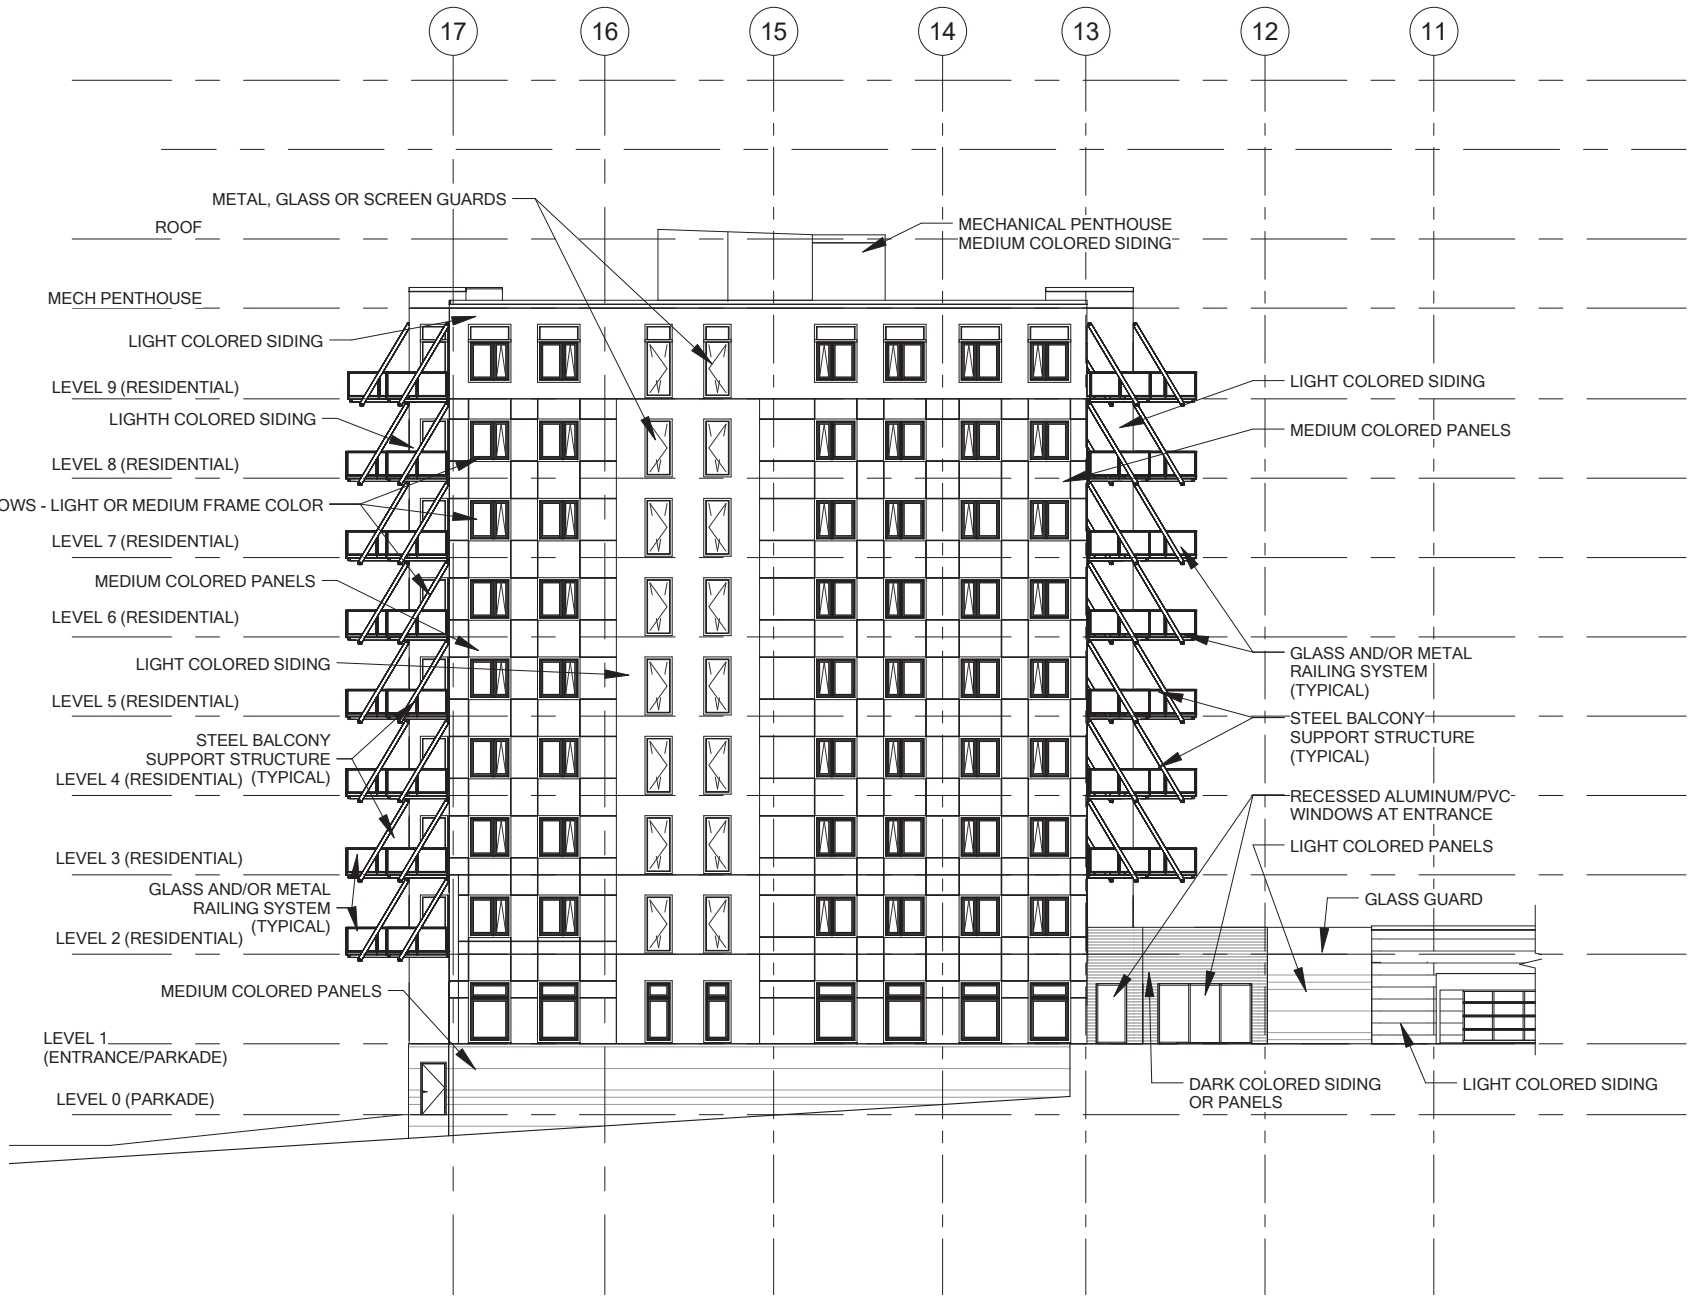 17 16 15 14 13 12 11
METAL, GLASS OR SCREEN GUARDS
ROOF
MECHANICAL PENTHOUSE
MEDIUM COLORED SIDING
MECH PENTHOUSE
LIGHT COLORED SIDING
LEVEL 9 (RESIDENTIAL)
LIGHT COLORED SIDING
LIGHTH COLORED SIDING
MEDIUM COLORED PANELS
LEVEL 8 (RESIDENTIAL)
OWS - LIGHT OR MEDIUM FRAME COLOR
LEVEL 7 (RESIDENTIAL)
MEDIUM COLORED PANELS
LEVEL 6 (RESIDENTIAL)
LIGHT COLORED SIDING
GLASS AND/OR METAL
RAILING SYSTEM
(TYPICAL)
LEVEL 5 (RESIDENTIAL)
STEEL BALCONY
SUPPORT STRUCTURE
(TYPICAL)
STEEL BALCONY
SUPPORT STRUCTURE
(TYPICAL)
LEVEL 4 (RESIDENTIAL)
RECESSED ALUMINUM/PVC
WINDOWS AT ENTRANCE
LIGHT COLORED PANELS
LEVEL 3 (RESIDENTIAL)
GLASS AND/OR METAL
RAILING SYSTEM
(TYPICAL)
GLASS GUARD
LEVEL 2 (RESIDENTIAL)
MEDIUM COLORED PANELS
LEVEL 1
(ENTRANCE/PARKADE)
DARK COLORED SIDING
OR PANELS
LIGHT COLORED SIDING
LEVEL 0 (PARKADE)